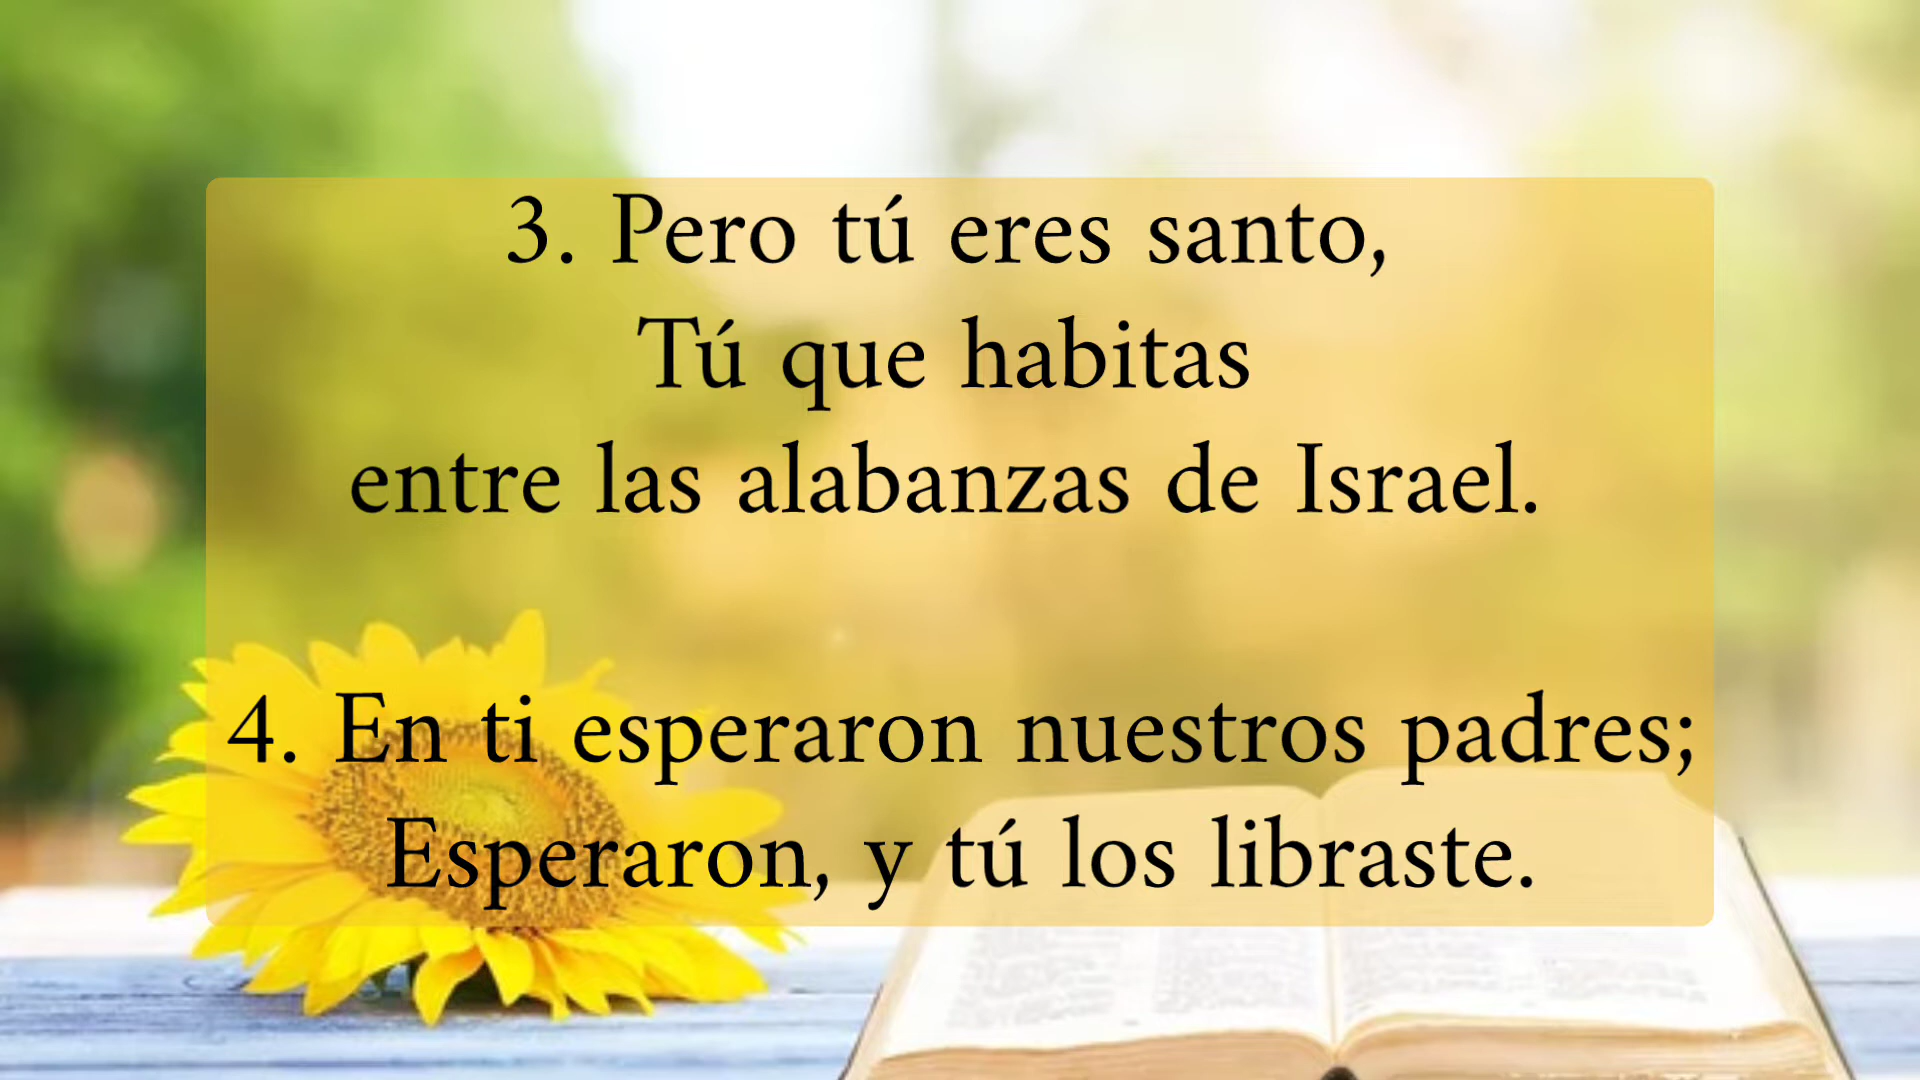 3. Pero tú eres santo,
Tú que habitas
entre las alabanzas de Israel.
4. En ti esperaron nuestros padres;
Esperaron, y tú los libraste.